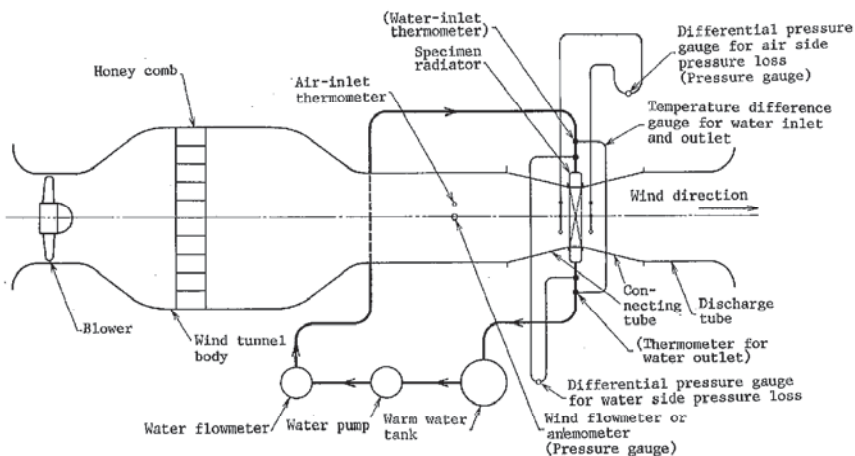 (Water-inlet
thermometer)
Specimen
radiator
Differential pressure
gauge for air side
pressure loss
(Pressure gauge)
Honey comb
Air-inlet
thermometer
Temperature difference
gauge for water inlet
and outlet
Wind direction
Blower
Wind tunnel
body
Con-
necting
tube
Discharge
tube
(Thermometer for
water outlet)
Differential pressure gauge
for water side pressure loss
Water flowmeter
Water pump
Warm water
tank
Wind flowmeter or
anemometer
(Pressure gauge)